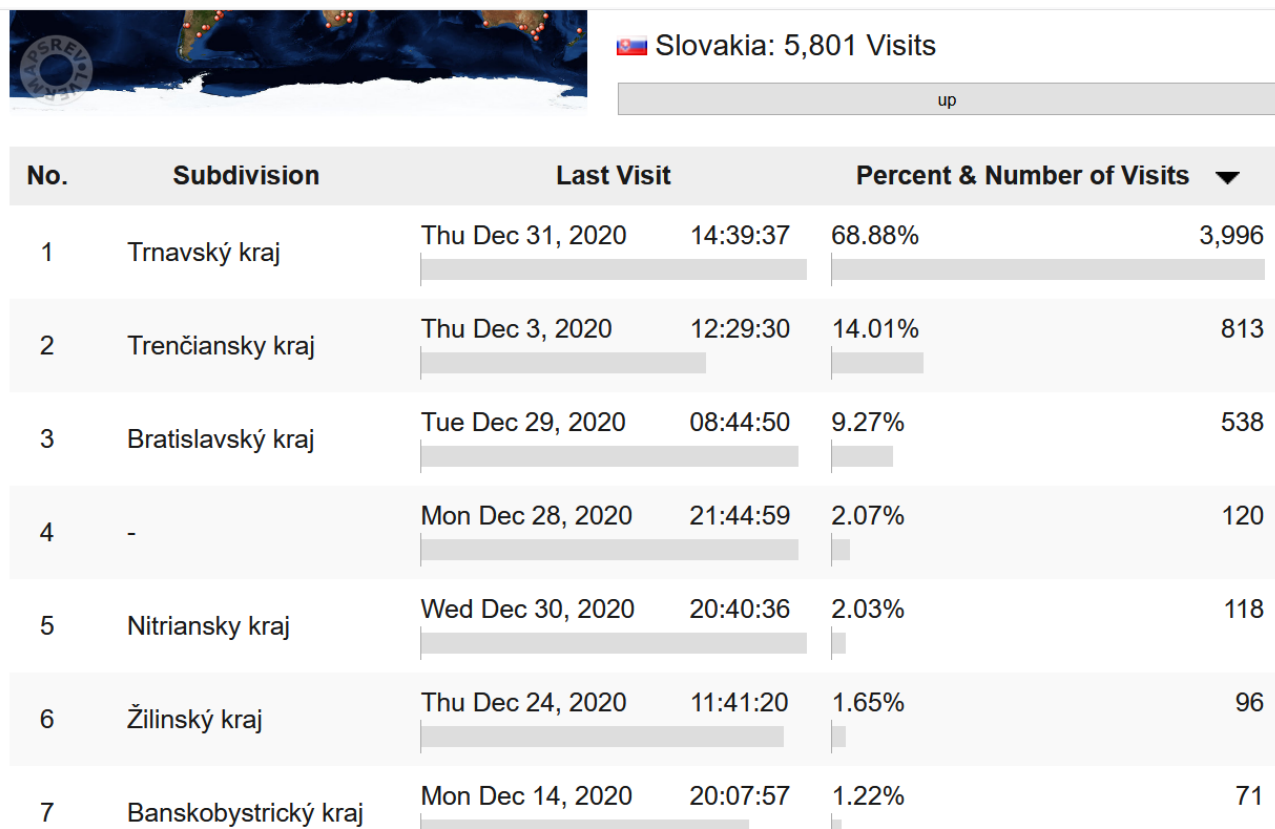 MAPSREVOLVER
Slovakia: 5,801 Visits
up
No. Subdivision Last Visit Percent & Number of Visits
1 Trnavský kraj Thu Dec 31, 2020 14:39:37 68.88% 3,996
2 Trenčiansky kraj Thu Dec 3, 2020 12:29:30 14.01% 813
3 Bratislavský kraj Tue Dec 29, 2020 08:44:50 9.27% 538
4 - Mon Dec 28, 2020 21:44:59 2.07% 120
5 Nitriansky kraj Wed Dec 30, 2020 20:40:36 2.03% 118
6 Žilinský kraj Thu Dec 24, 2020 11:41:20 1.65% 96
7 Banskobystrický kraj Mon Dec 14, 2020 20:07:57 1.22% 71